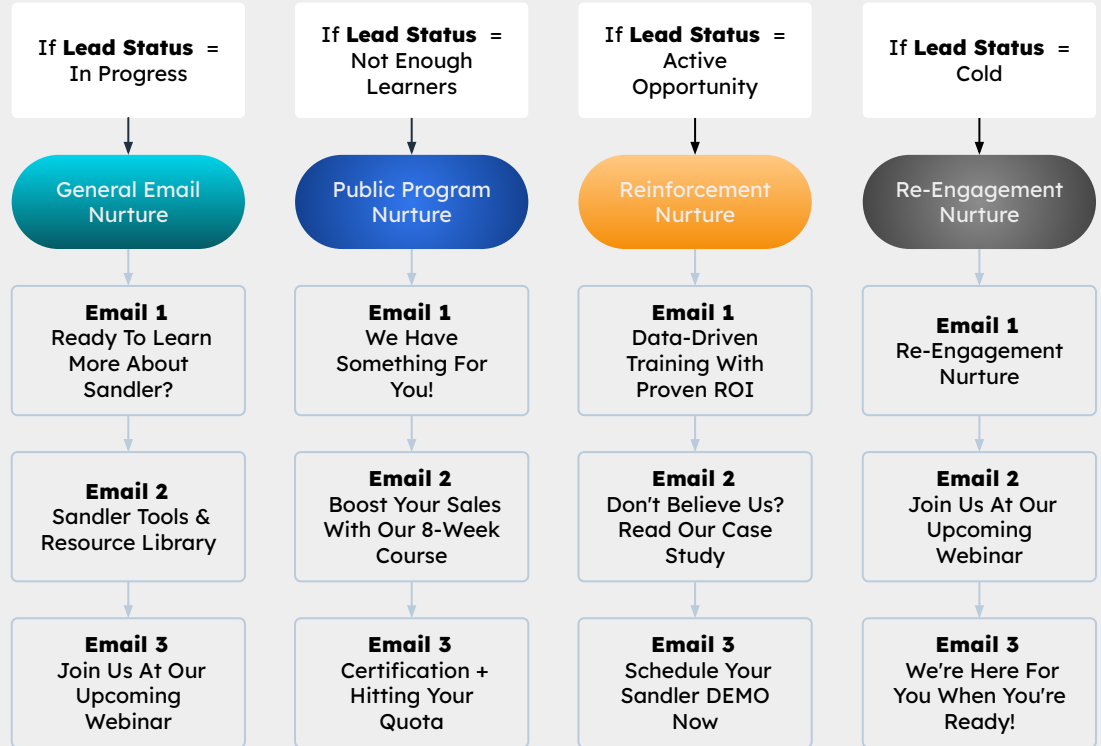 If Lead Status =
In Progress
General Email
Nurture
Email 1
Ready To Learn
More About
Sandler?
Email 2
Sandler Tools &
Resource Library
Email 3
Join Us At Our
Upcoming
Webinar
If Lead Status =
Not Enough
Learners
Public Program
Nurture
Email 1
We Have
Something For
You!
Email 2
Boost Your Sales
With Our 8-Week
Course
Email 3
Certification +
Hitting Your
Quota
If Lead Status =
Active
Opportunity
Reinforcement
Nurture
Email 1
Data-Driven
Training With
Proven ROI
Email 2
Don't Believe Us?
Read Our Case
Study
Email 3
Schedule Your
Sandler DEMO
Now
If Lead Status =
Cold
Re-Engagement
Nurture
Email 1
Re-Engagement
Nurture
Email 2
Join Us At Our
Upcoming
Webinar
Email 3
We're Here For
You When You're
Ready!